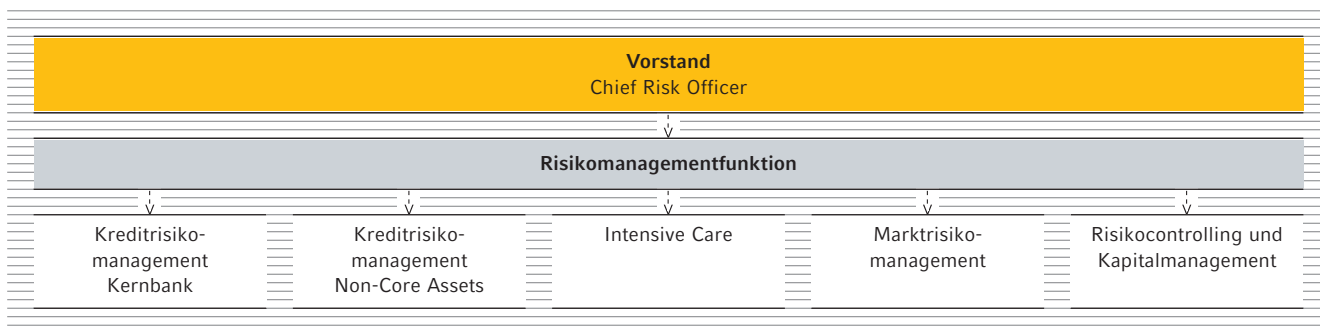 Vorstand
Chief Risk Officer
Risikomanagementfunktion
Kreditrisiko-
management
Kernbank
Kreditrisiko-
management
Non-Core Assets
Intensive Care
Marktrisiko-
management
Risikocontrolling und
Kapitalmanagement